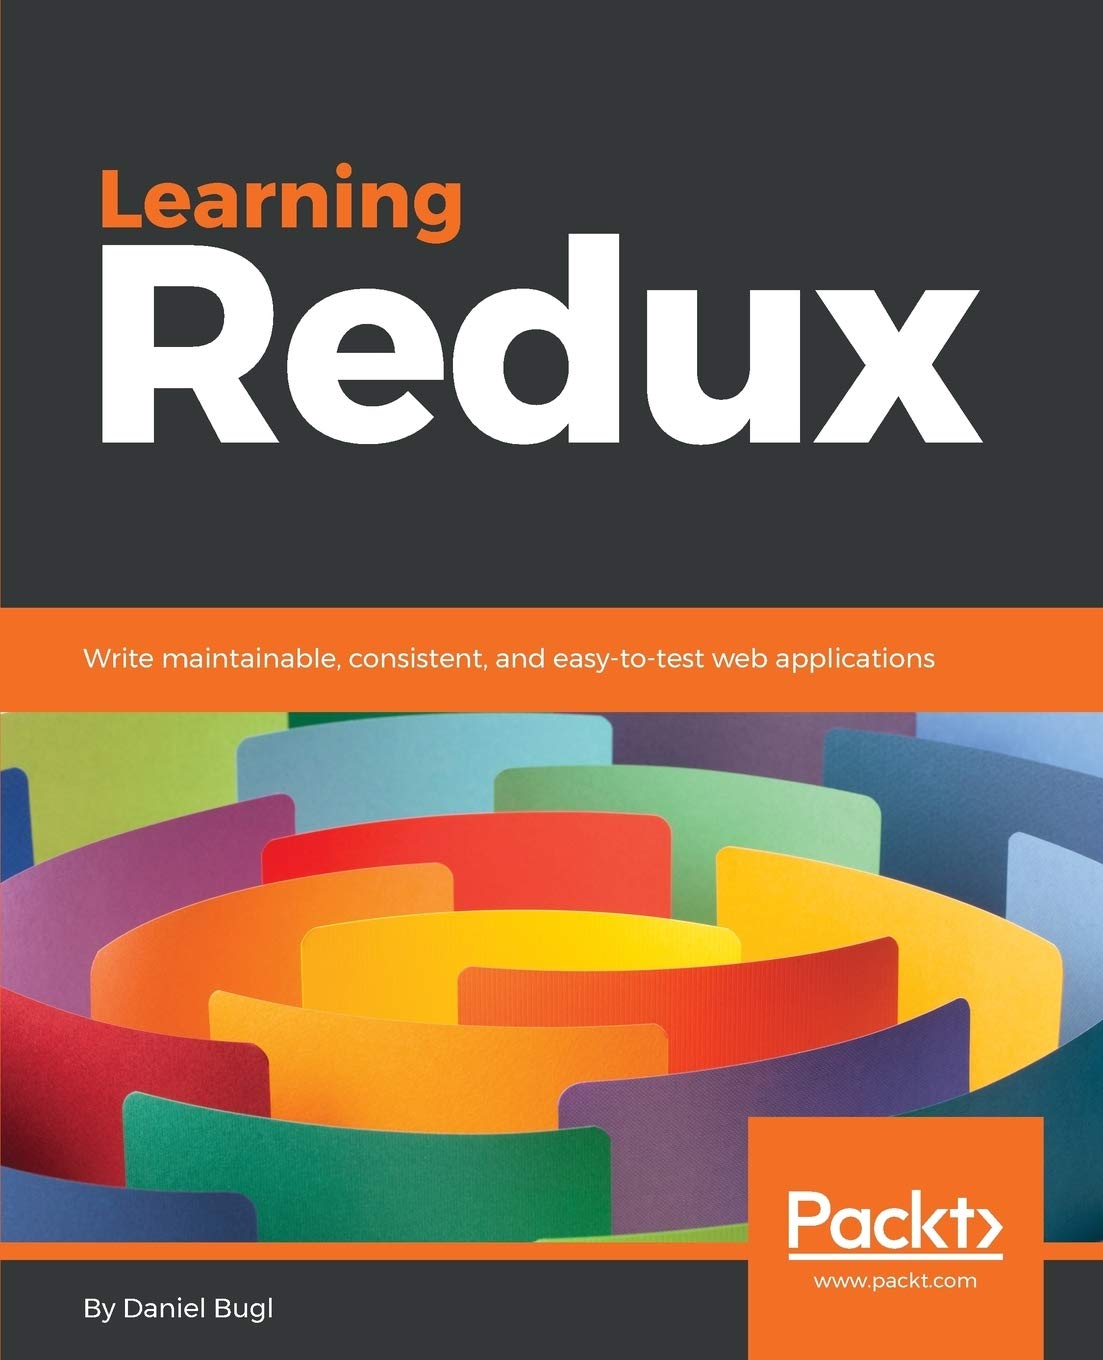 Learning
Redux
Write maintainable, consistent, and easy-to-test web applications
Packt>
www.packt.com
By Daniel Bugl